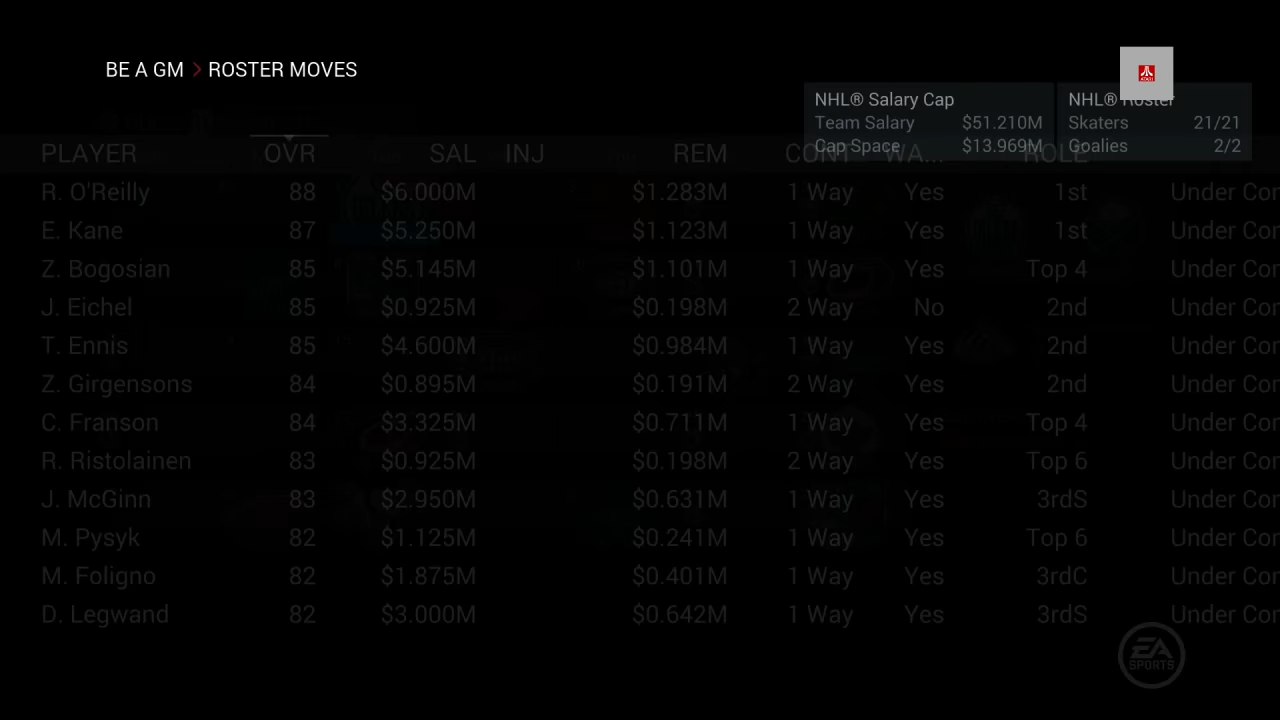 BE A GM > ROSTER MOVES
NHL® Salary Cap
Team Salary $51.210M
Cap Space $13.969M
NHL® Roster
Skaters 21/21
Goalies 2/2
PLAYER OVR SAL INJ REM CONT WA... ROLE
R. O'Reilly 88 $6.000M $1.283M 1 Way Yes 1st Under Con
E. Kane 87 $5.250M $1.123M 1 Way Yes 1st Under Con
Z. Bogosian 85 $5.145M $1.101M 1 Way Yes Top 4 Under Con
J. Eichel 85 $0.925M $0.198M 2 Way No 2nd Under Con
T. Ennis 85 $4.600M $0.984M 1 Way Yes 2nd Under Con
Z. Girgensons 84 $0.895M $0.191M 2 Way Yes 2nd Under Con
C. Franson 84 $3.325M $0.711M 1 Way Yes Top 4 Under Con
R. Ristolainen 83 $0.925M $0.198M 2 Way Yes Top 6 Under Con
J. McGinn 83 $2.950M $0.631M 1 Way Yes 3rdS Under Con
M. Pysyk 82 $1.125M $0.241M 1 Way Yes Top 6 Under Con
M. Foligno 82 $1.875M $0.401M 1 Way Yes 3rdC Under Con
D. Legwand 82 $3.000M $0.642M 1 Way Yes 3rdS Under Con
EA
SPORTS